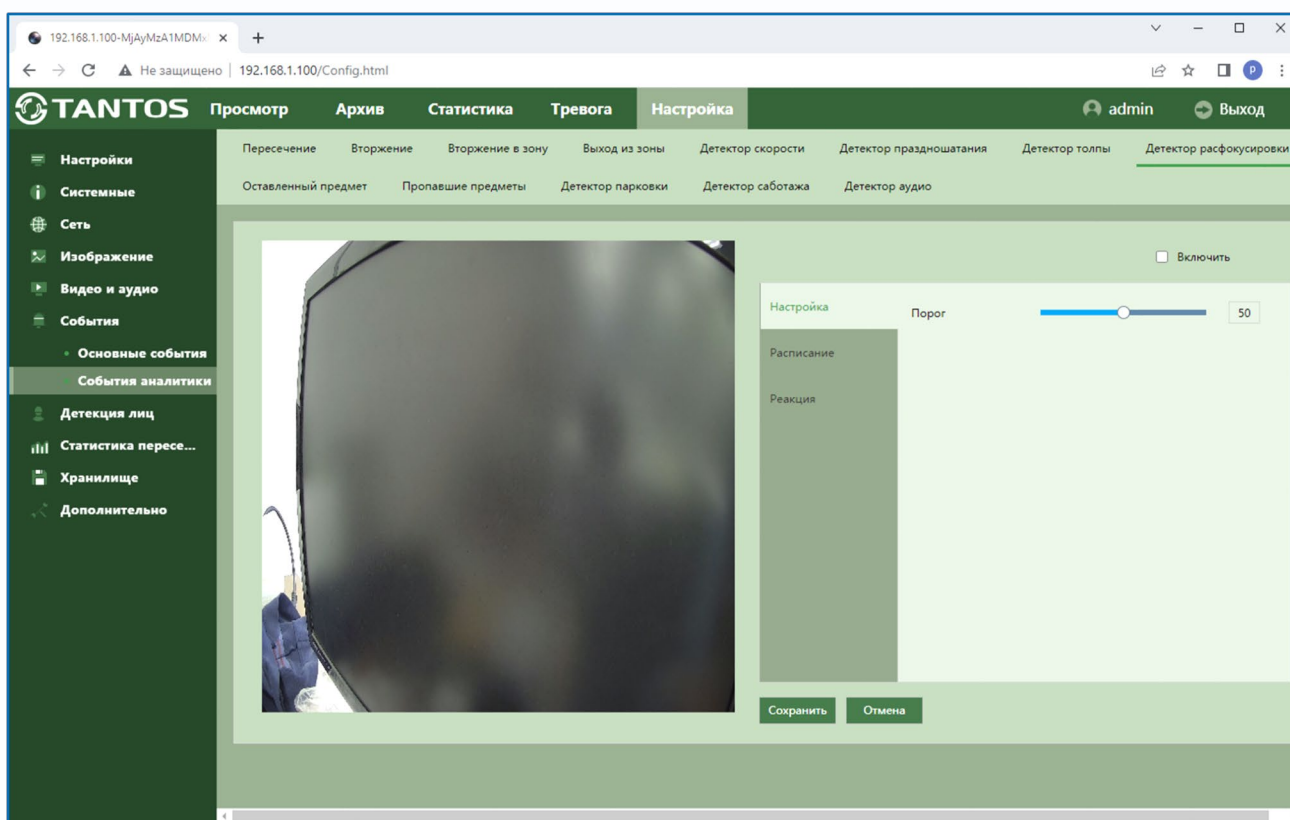 192.168.1.100-MjAyMzA1MDMx
Не защищено 192.168.1.100/Config.html
P
TANTOS Просмотр Архив Статистика Тревога Настройка admin Выход
Настройки
Системные
Сеть
Изображение
Видео и аудио
События
Основные события
События аналитики
Детекция лиц
Статистика пересе...
Хранилище
Дополнительно
Пересечение Вторжение Вторжение в зону Выход из зоны Детектор скорости Детектор праздношатания Детектор толпы Детектор расфокусировки
Оставленный предмет Пропавшие предметы Детектор парковки Детектор саботажа Детектор аудио
Включить
Настройка
Расписание
Реакция
Порог 50
Сохранить Отмена